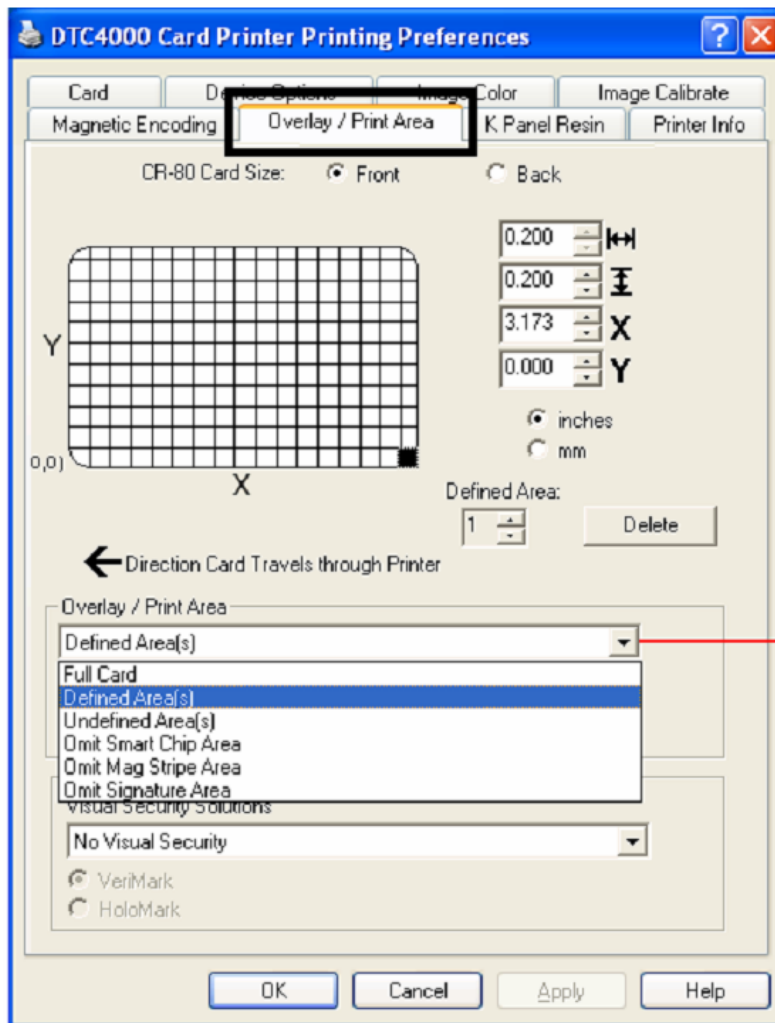 DTC4000 Card Printer Printing Preferences
Card Device Options Image Color Image Calibrate
Magnetic Encoding Overlay / Print Area K Panel Resin Printer Info
CR-80 Card Size: Front Back
0.200
0.200
3.173 X
0.000 Y
Y
inches
mm
0,0)
X
Defined Area:
1 Delete
Direction Card Travels through Printer
Overlay / Print Area
Defined Area(s)
Full Card
Defined Area(s)
Undefined Area(s)
Omit Smart Chip Area
Omit Mag Stripe Area
Omit Signature Area
Visual Security Solutions
No Visual Security
VeriMark
HoloMark
OK Cancel Apply Help